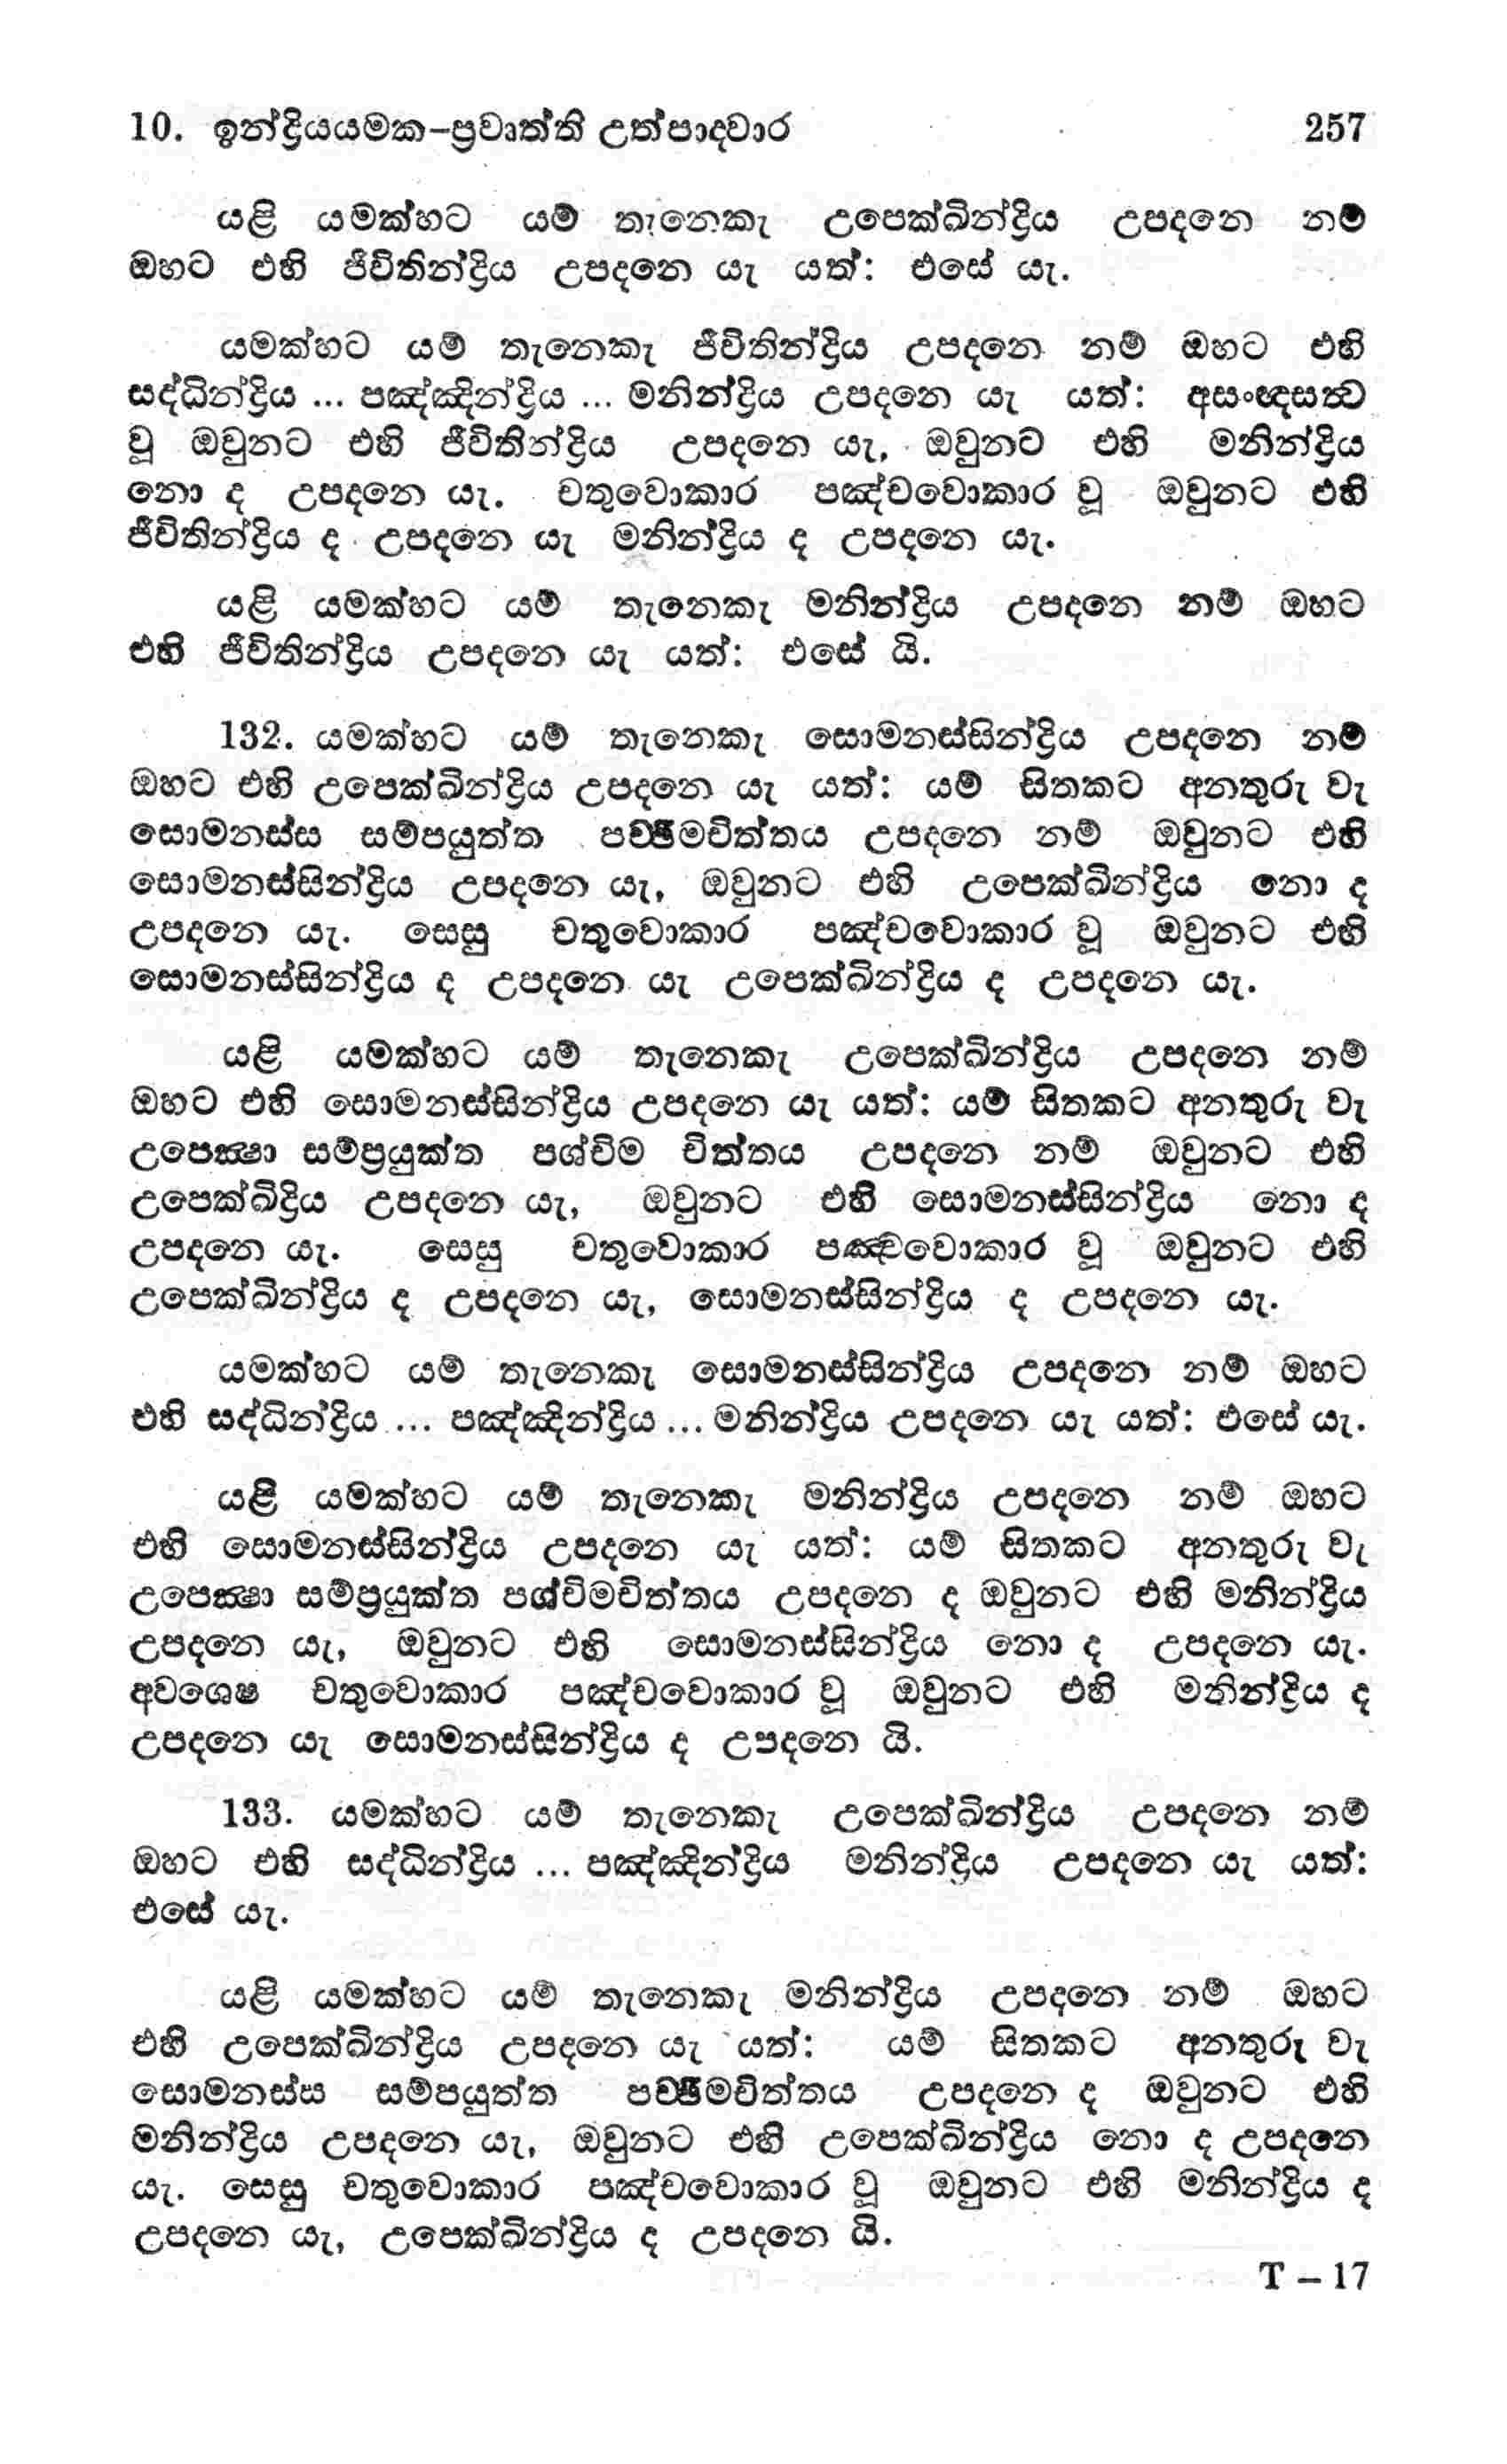 10. ඉන්ද්‍රියයමක-ප්‍රවෘත්ති උත්පාදවාර 257
යළි යමක්හට යම් තැනෙකැ උපෙක්ඛින්ද්‍රිය උපදනෙ නම්
ඔහට එහි ජීවිතින්ද්‍රිය උපදනෙ යැ යත්: එසේ යැ.
යමක්හට යම් තැනෙකැ ජීවිතින්ද්‍රිය උපදනෙ නම් ඔහට එහි
සද්ධින්ද්‍රිය ... පඤ්ඤින්ද්‍රිය ... මනින්ද්‍රිය උපදනෙ යැ යත්: අසංඥසත්‍ව
වූ ඔවුනට එහි ජීවිතින්ද්‍රිය උපදනෙ යැ, ඔවුනට එහි මනින්ද්‍රිය
නො ද උපදනෙ යැ. චතුවොකාර පඤ්චවොකාර වූ ඔවුනට එහි
ජීවිතින්ද්‍රිය ද උපදනෙ යැ මනින්ද්‍රිය ද උපදනෙ යැ.
යළි යමක්හට යම් තැනෙකැ මනින්ද්‍රිය උපදනෙ නම් ඔහට
එහි ජීවිතින්ද්‍රිය උපදනෙ යැ යත්: එසේ යි.
132. යමක්හට යම් තැනෙකැ සොමනස්සින්ද්‍රිය උපදනෙ නම්
ඔහට එහි උපෙක්ඛින්ද්‍රිය උපදනෙ යැ යත්: යම් සිතකට අනතුරු වැ
සොමනස්ස සම්පයුත්ත පච්ඡිමචිත්තය උපදනෙ නම් ඔවුනට එහි
සොමනස්සින්ද්‍රිය උපදනෙ යැ, ඔවුනට එහි උපෙක්ඛින්ද්‍රිය නො ද
උපදනෙ යැ. සෙසු චතුවොකාර පඤ්චවොකාර වූ ඔවුනට එහි
සොමනස්සින්ද්‍රිය ද උපදනෙ යැ උපෙක්ඛින්ද්‍රිය ද උපදනෙ යැ.
යළි යමක්හට යම් තැනෙකැ උපෙක්ඛින්ද්‍රිය උපදනෙ නම්
ඔහට එහි සොමනස්සින්ද්‍රිය උපදනෙ යැ යත්: යම් සිතකට අනතුරු වැ
උපෙක්‍ෂා සම්ප්‍රයුක්ත පශ්චිම චිත්තය උපදනෙ නම් ඔවුනට එහි
උපෙක්ඛිද්‍රිය උපදනෙ යැ, ඔවුනට එහි සොමනස්සින්ද්‍රිය නො ද
උපදනෙ යැ. සෙසු චතුවොකාර පඤ්චවොකාර වූ ඔවුනට එහි
උපෙක්ඛින්ද්‍රිය ද උපදනෙ යැ, සොමනස්සින්ද්‍රිය ද උපදනෙ යැ.
යමක්හට යම් තැනෙකැ සොමනස්සින්ද්‍රිය උපදනෙ නම් ඔහට
එහි සද්ධින්ද්‍රිය ... පඤ්ඤින්ද්‍රිය ... මනින්ද්‍රිය උපදනෙ යැ යත්: එසේ යැ.
යළි යමක්හට යම් තැනෙකැ මනින්ද්‍රිය උපදනෙ නම් ඔහට
එහි සොමනස්සින්ද්‍රිය උපදනෙ යැ යත්: යම් සිතකට අනතුරු වැ
උපෙක්‍ෂා සම්ප්‍රයුක්ත පශ්චිමචිත්තය උපදනෙ ද ඔවුනට එහි මනින්ද්‍රිය
උපදනෙ යැ, ඔවුනට එහි සොමනස්සින්ද්‍රිය නො ද උපදනෙ යැ.
අවශෙෂ චතුවොකාර පඤ්චවොකාර වූ ඔවුනට එහි මනින්ද්‍රිය ද
උපදනෙ යැ සොමනස්සින්ද්‍රිය ද උපදනෙ යි.
133. යමක්හට යම් තැනෙකැ උපෙක්ඛින්ද්‍රිය උපදනෙ නම්
ඔහට එහි සද්ධින්ද්‍රිය ... පඤ්ඤින්ද්‍රිය මනින්ද්‍රිය උපදනෙ යැ යත්:
එසේ යැ.
යළි යමක්හට යම් තැනෙකැ මනින්ද්‍රිය උපදනෙ නම් ඔහට
එහි උපෙක්ඛින්ද්‍රිය උපදනෙ යැ යත්: යම් සිතකට අනතුරු වැ
සොමනස්ස සම්පයුත්ත පච්ඡිමචිත්තය උපදනෙ ද ඔවුනට එහි
මනින්ද්‍රිය උපදනෙ යැ, ඔවුනට එහි උපෙක්ඛින්ද්‍රිය නො ද උපදනෙ
යැ. සෙසු චතුවොකාර පඤ්චවොකාර වූ ඔවුනට එහි මනින්ද්‍රිය ද
උපදනෙ යැ, උපෙක්ඛින්ද්‍රිය ද උපදනෙ යි.
T – 17